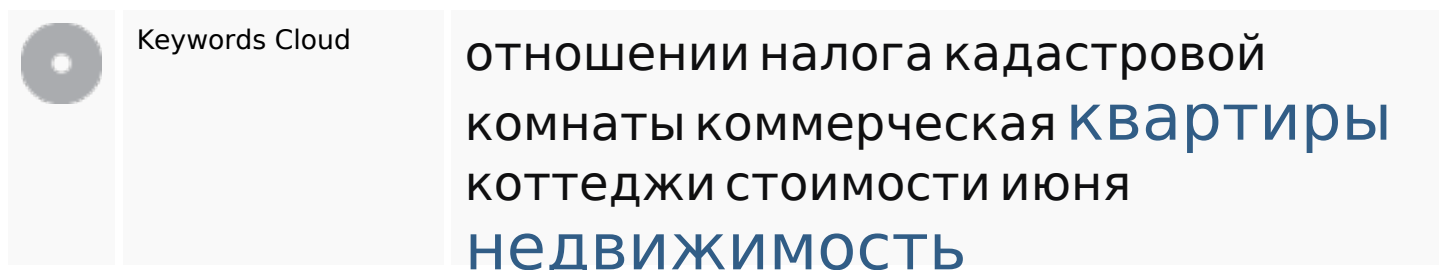 Keywords Cloud
отношении налога кадастровой
комнаты коммерческая квартиры
коттеджи стоимости июня
недвижимость